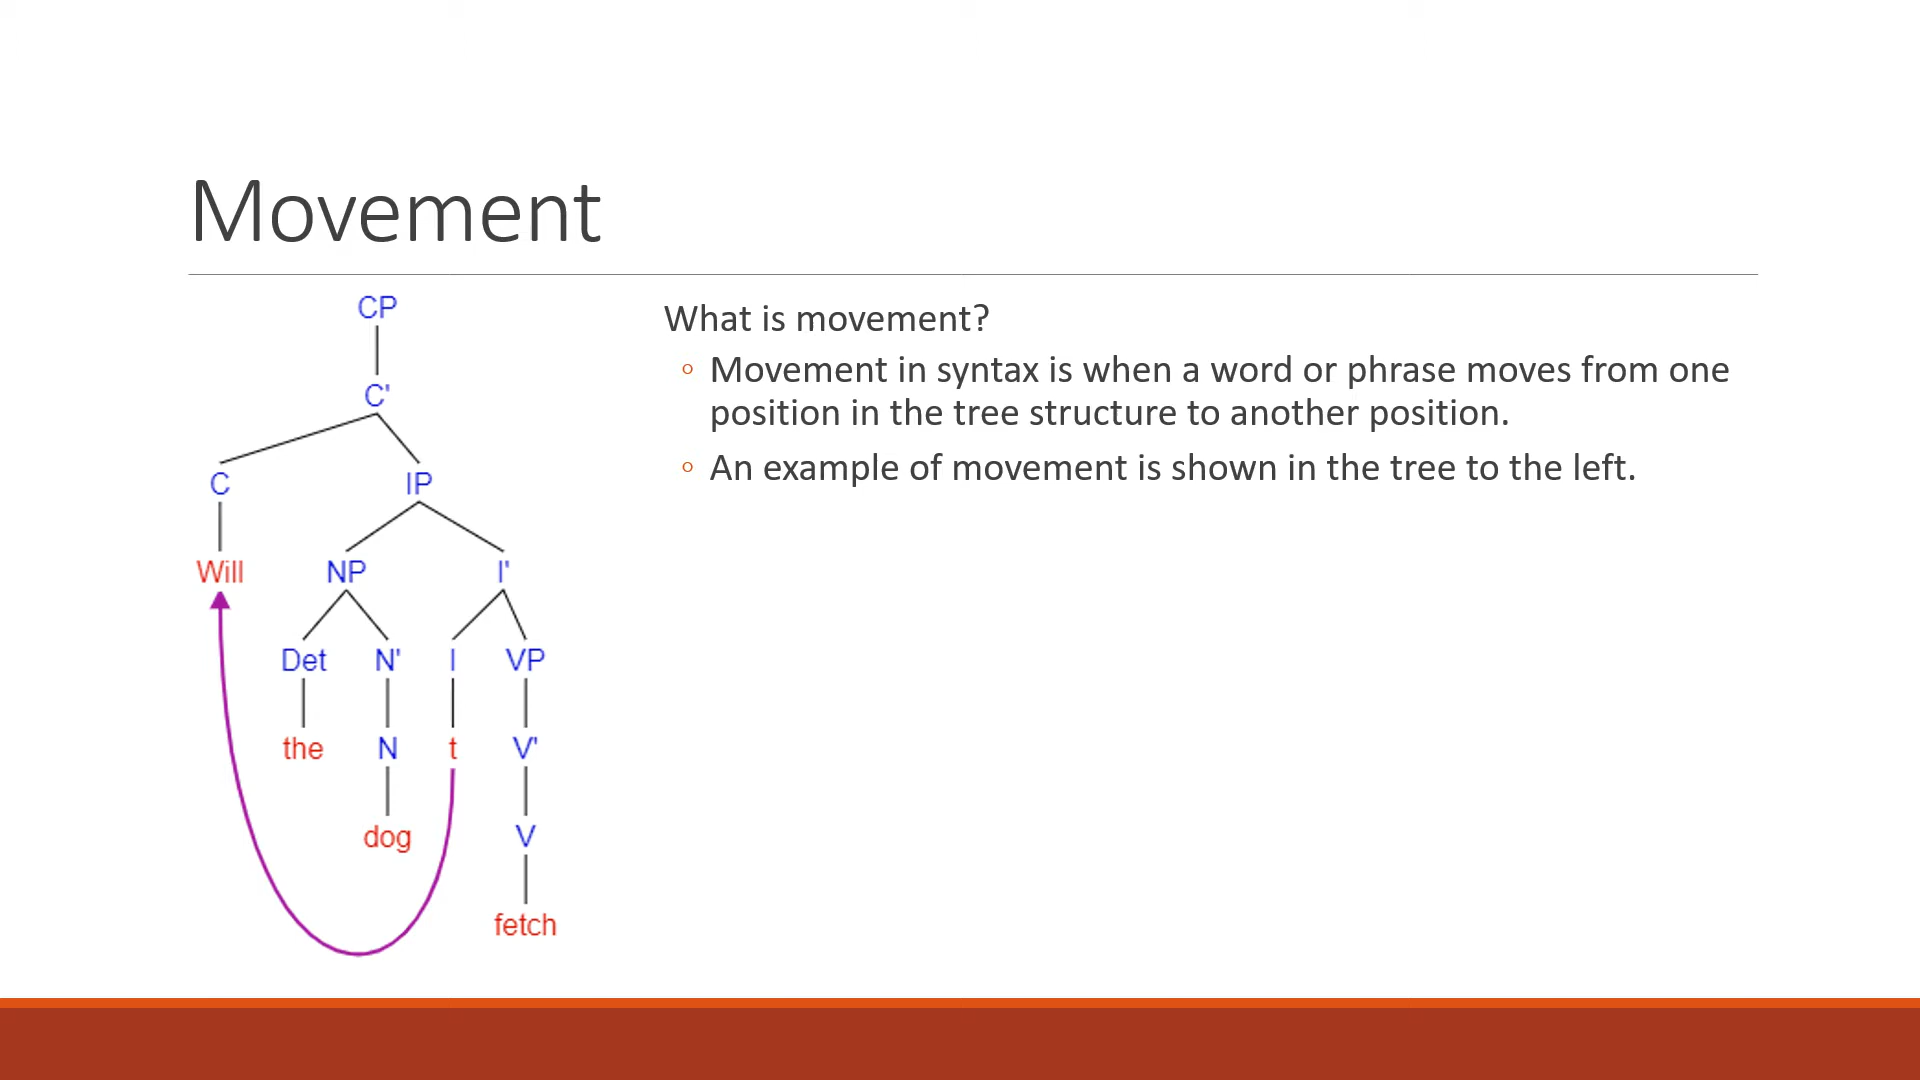 Movement
CP
C'
C IP
Will NP I'
Det N' I VP
the N t V'
dog V
fetch
What is movement?
◦ Movement in syntax is when a word or phrase moves from one
position in the tree structure to another position.
◦ An example of movement is shown in the tree to the left.